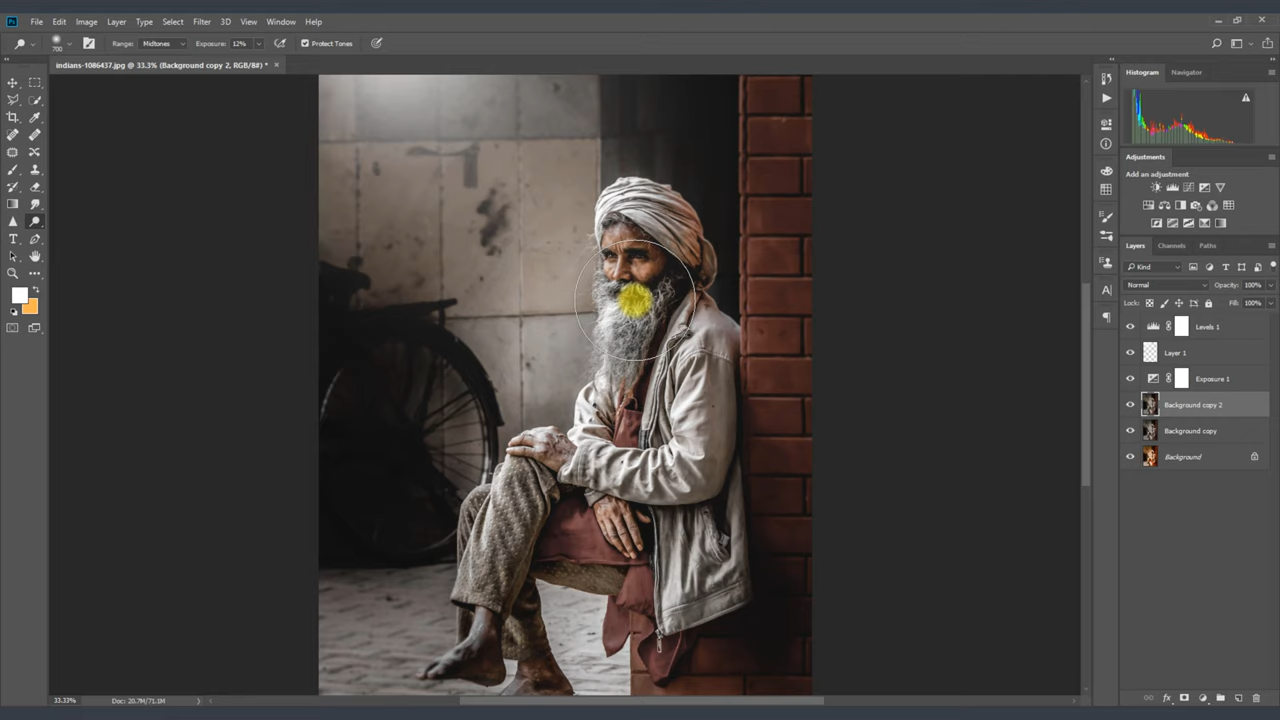 Ps File Edit Image Layer Type Select Filter 3D View Window Help
700 Range: Midtones Exposure: 12% Protect Tones
indians-1086437.jpg @ 33.3% (Background copy 2, RGB/8#) * ×
Histogram Navigator
Adjustments
Add an adjustment
Layers Channels Paths
Kind
Normal Opacity: 100%
Lock: Fill: 100%
Levels 1
Layer 1
Exposure 1
Background copy 2
Background copy
Background
33.33% Doc: 20.7M/71.1M